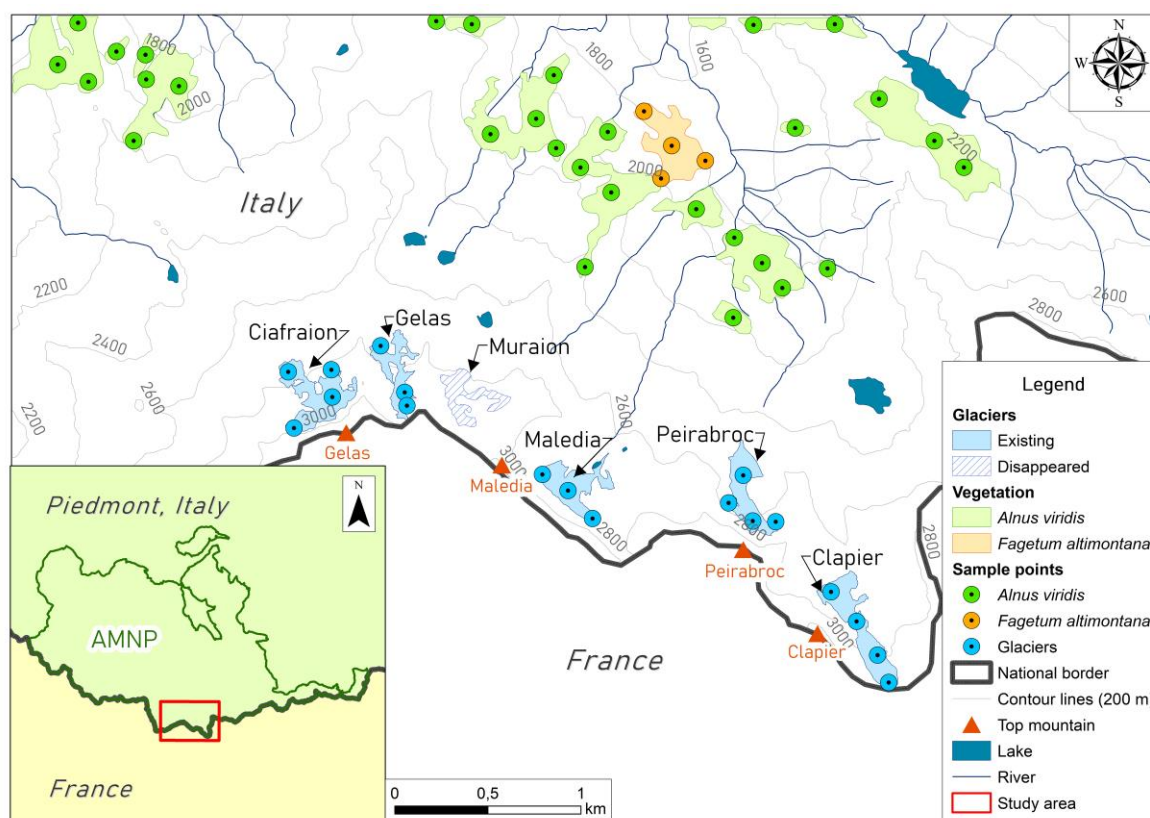 N
W E
S
1800
1800
1600
2000
2000
2200
Italy
2200
2400
2600
2200
2800
2600
Gelas
Ciafraion
Muraion
3000
Gelas
2600
Maledia
Peirabroc
3000
Maledia
2800
2800
Peirabroc
2800
Clapier
3000
Clapier
France
N
Piedmont, Italy
AMNP
France
0 0,5 1
km
Legend
Glaciers
Existing
Disappeared
Vegetation
Alnus viridis
Fagetum altimontana
Sample points
Alnus viridis
Fagetum altimontana
Glaciers
National border
Contour lines (200 m
Top mountain
Lake
River
Study area